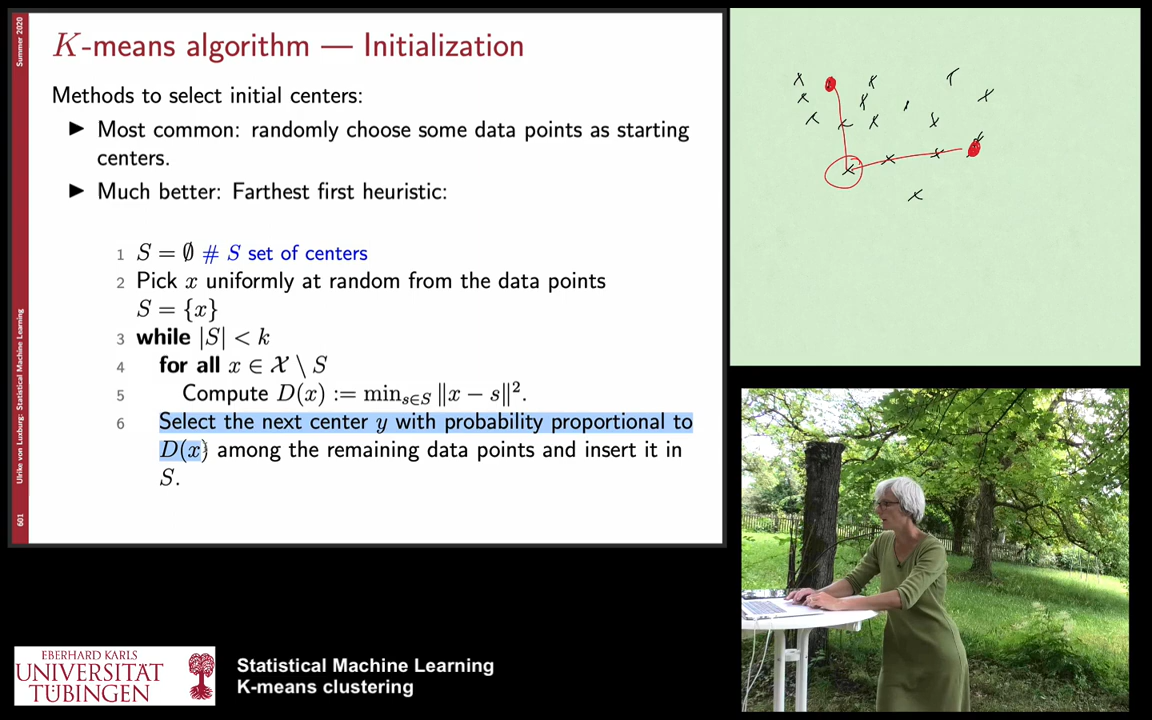 Summer 2020
Ulrike von Luxburg: Statistical Machine Learning
601
K-means algorithm — Initialization
Methods to select initial centers:
▶ Most common: randomly choose some data points as starting
centers.
▶ Much better: Farthest first heuristic:
1 S = ∅ # S set of centers
2 Pick x uniformly at random from the data points
S = {x}
3 while |S| < k
4 for all x ∈ 𝒳 \ S
5 Compute D(x) := min_{s∈S} ‖x − s‖².
6 Select the next center y with probability proportional to
D(x) among the remaining data points and insert it in
S.
EBERHARD KARLS
UNIVERSITÄT
TÜBINGEN
Statistical Machine Learning
K-means clustering